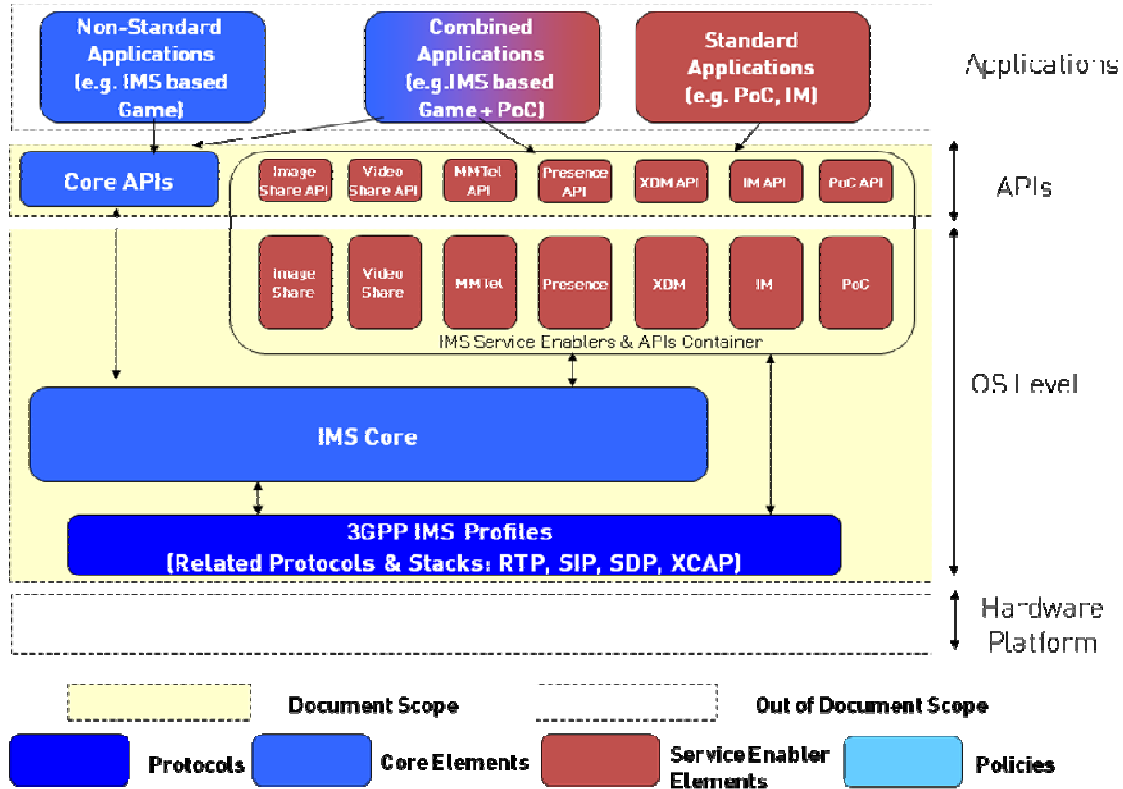 Non-Standard
Applications
(e.g. IMS based
Game)
Combined
Applications
(e.g.IMS based
Game + PoC)
Standard
Applications
(e.g. PoC, IM)
Applications
Core APIs
Image
Share API
Video
Share API
MMTel
API
Presence
API
XDM API
IM API
PoC API
APIs
Image
Share
Video
Share
MMTel
Presence
XDM
IM
PoC
IMS Service Enablers & APIs Container
OS Level
IMS Core
3GPP IMS Profiles
(Related Protocols & Stacks: RTP, SIP, SDP, XCAP)
Hardware
Platform
Document Scope
Out of Document Scope
Protocols
Core Elements
Service Enabler
Elements
Policies